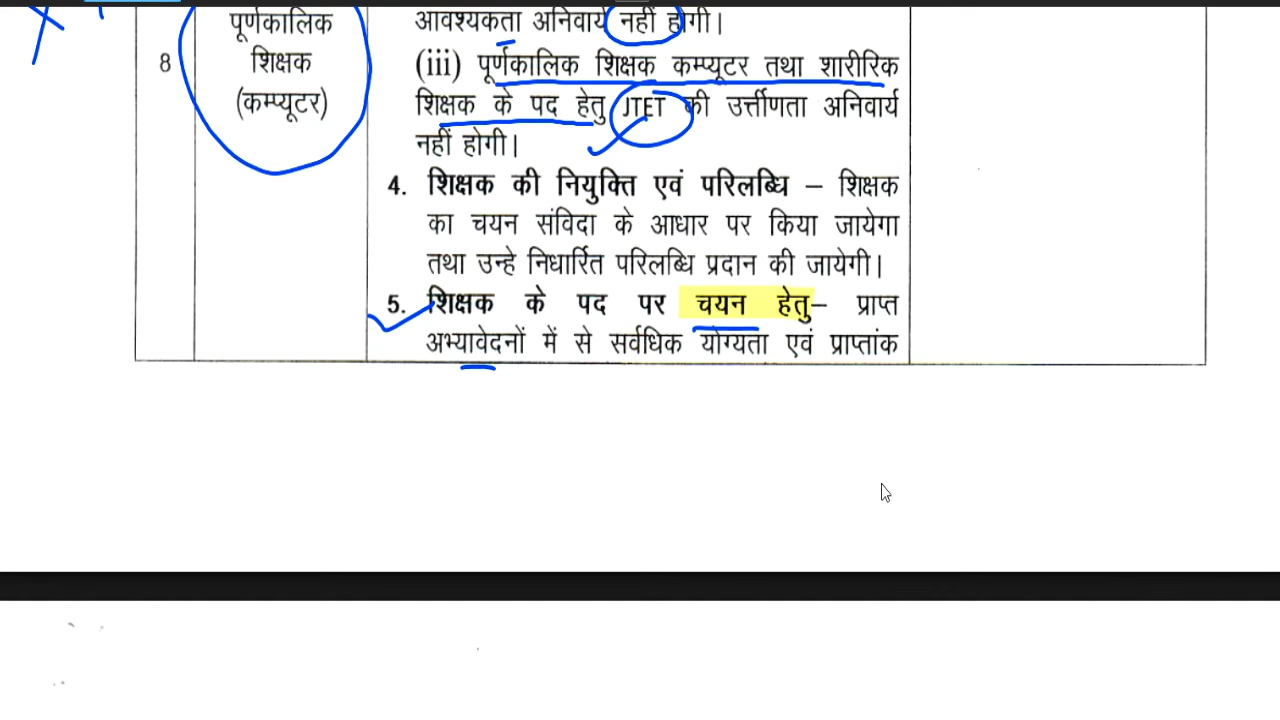 पूर्णकालिक
शिक्षक
(कम्प्यूटर)
8
आवश्यकता अनिवार्य नहीं होगी।
(iii) पूर्णकालिक शिक्षक कम्प्यूटर तथा शारीरिक
शिक्षक के पद हेतु JTET की उर्त्तीणता अनिवार्य
नहीं होगी।
4. शिक्षक की नियुक्ति एवं परिलब्धि – शिक्षक
का चयन संविदा के आधार पर किया जायेगा
तथा उन्हे निधार्रित परिलब्धि प्रदान की जायेगी।
5. शिक्षक के पद पर चयन हेतु– प्राप्त
अभ्यावेदनों में से सर्वधिक योग्यता एवं प्राप्तांक